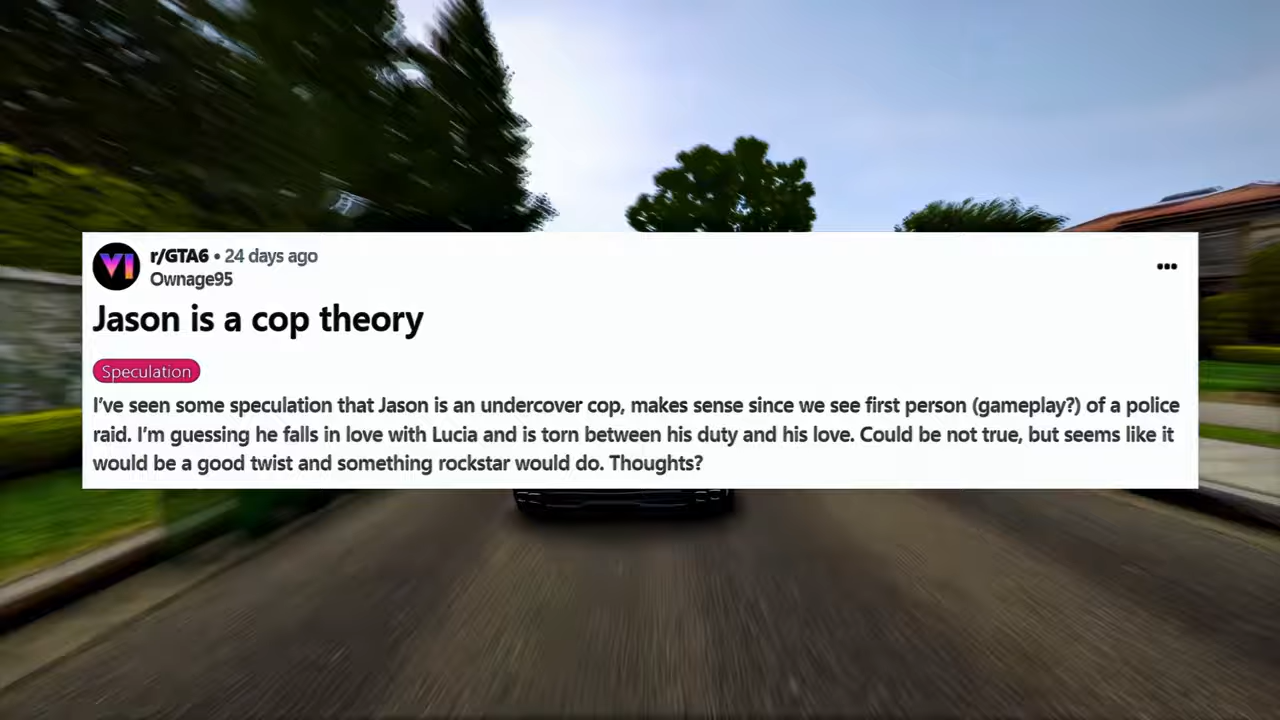 VI
r/GTA6 • 24 days ago
Ownage95
Jason is a cop theory
Speculation
I've seen some speculation that Jason is an undercover cop, makes sense since we see first person (gameplay?) of a police
raid. I'm guessing he falls in love with Lucia and is torn between his duty and his love. Could be not true, but seems like it
would be a good twist and something rockstar would do. Thoughts?